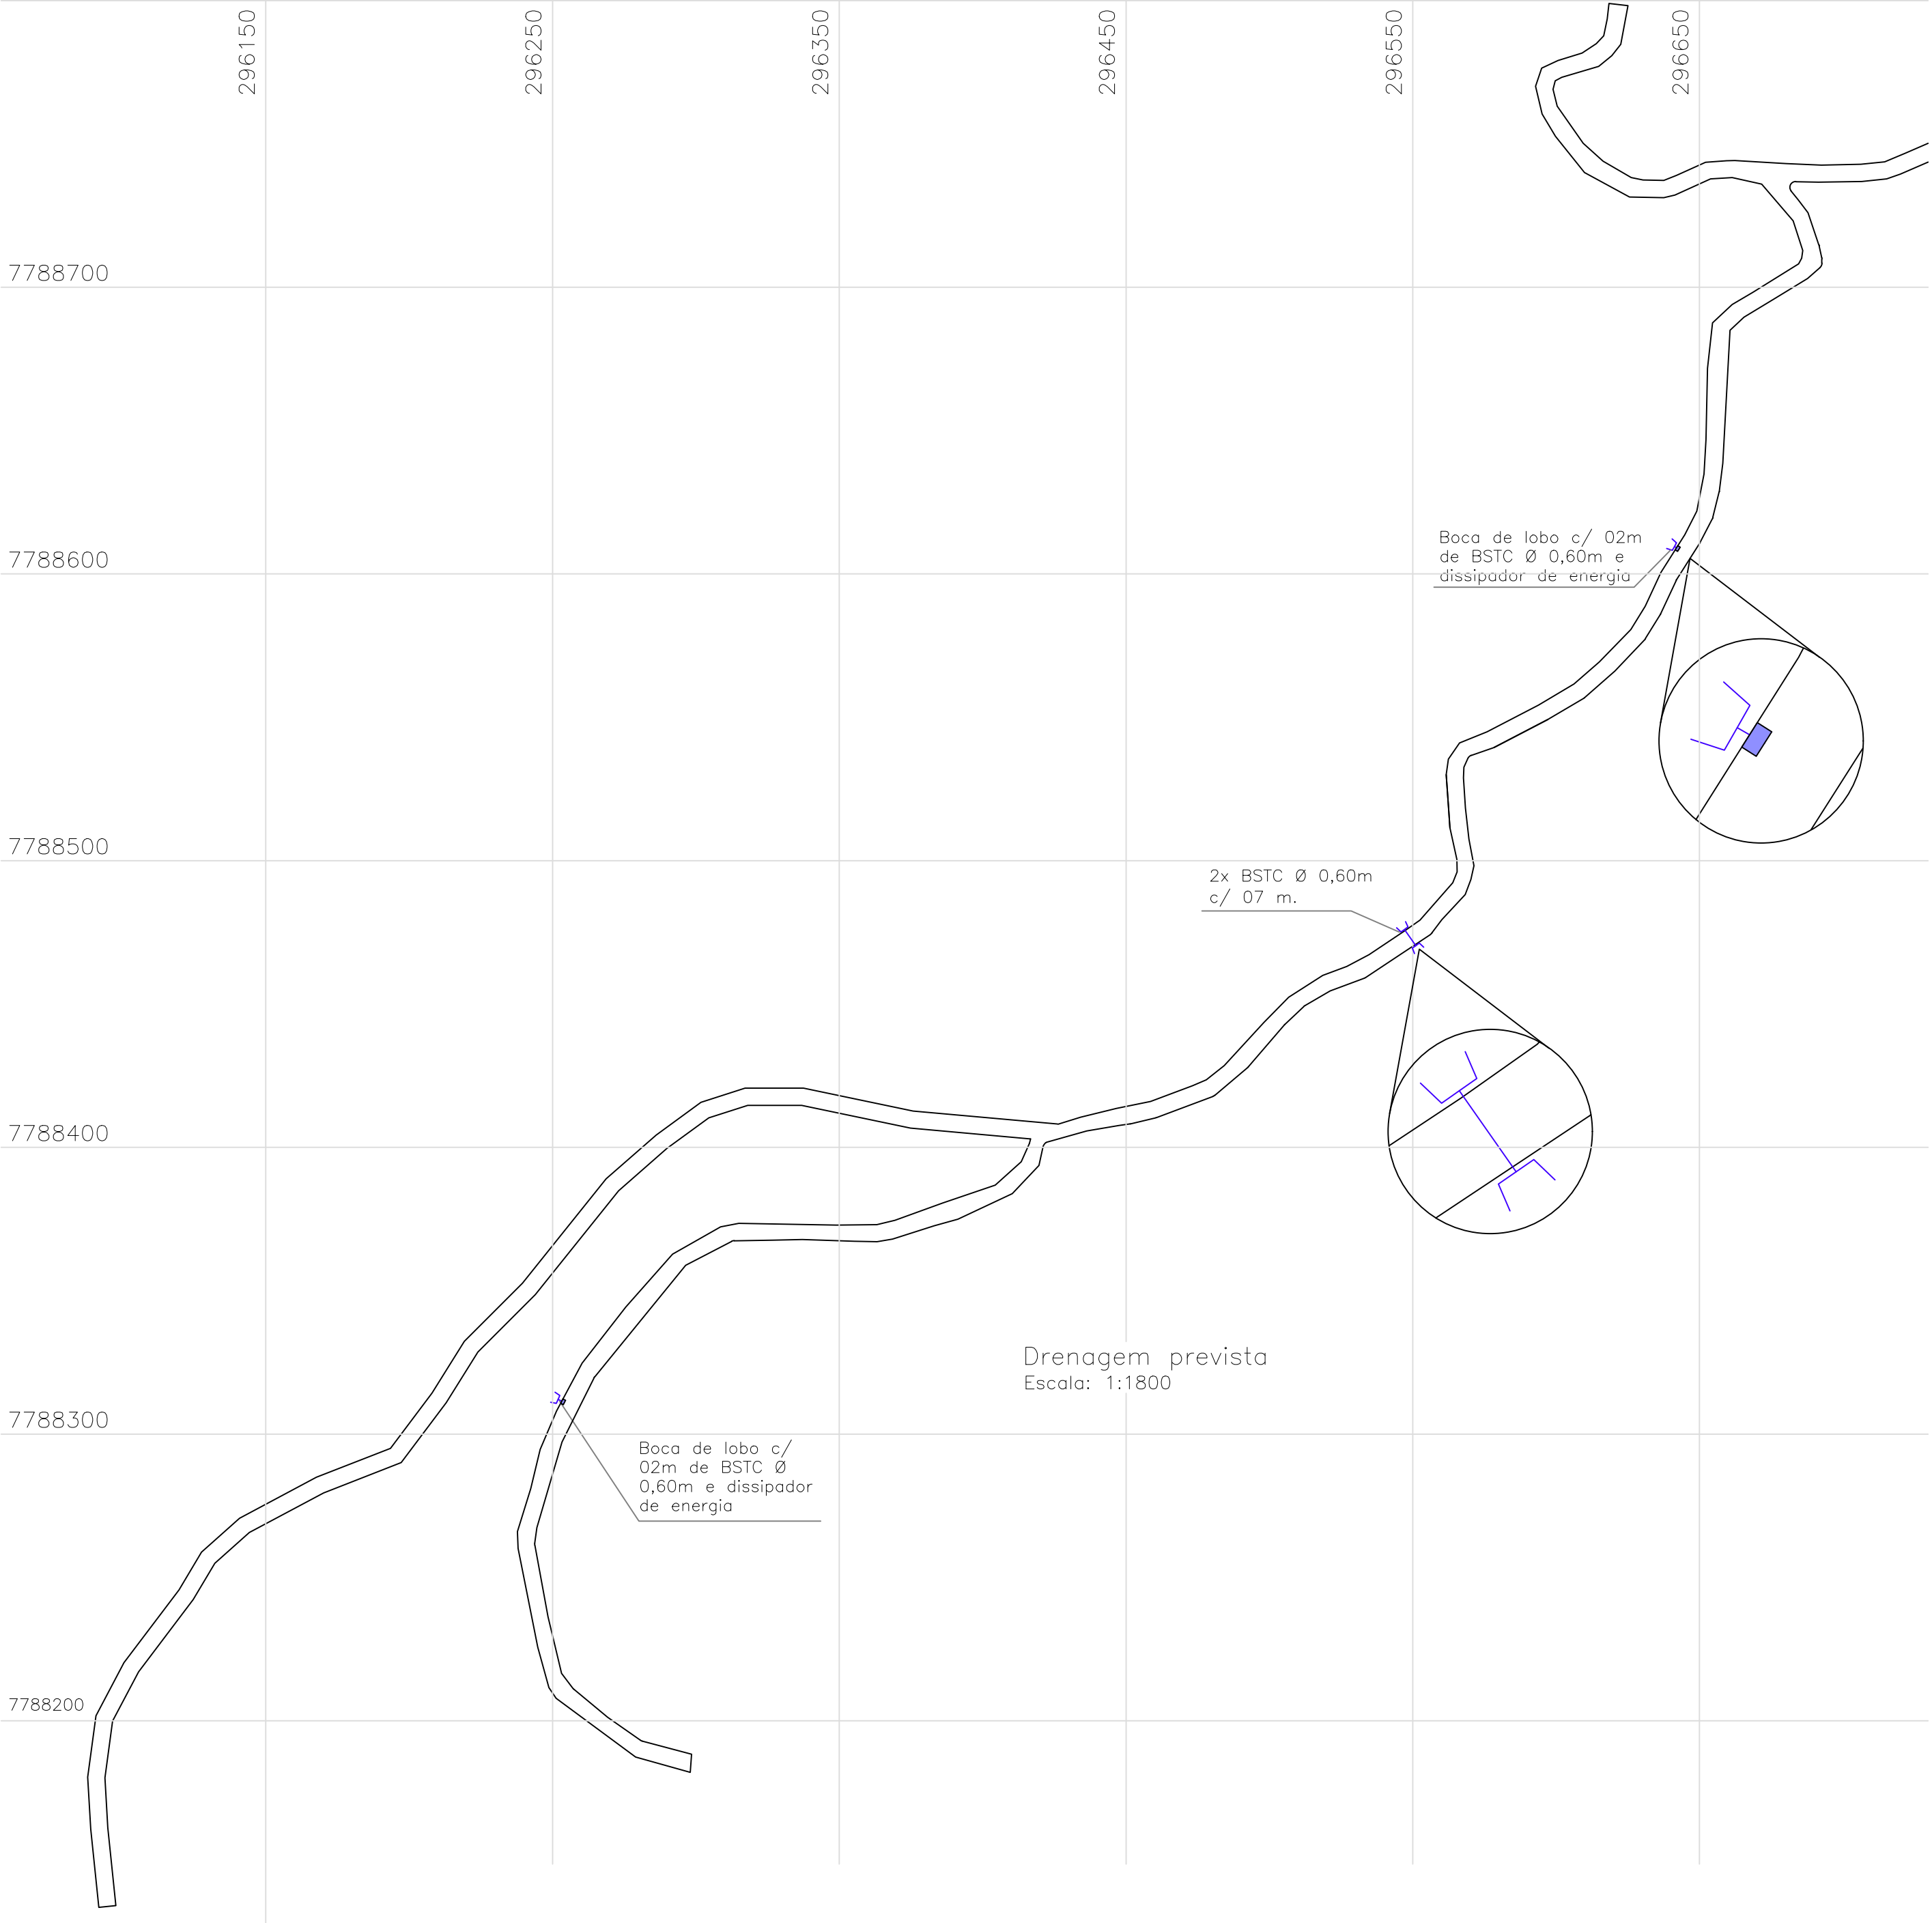 296150
296250
296350
296450
296550
296650
7788700
7788600
7788500
7788400
7788300
7788200
Boca de lobo c/ 02m
de BSTC Ø 0,60m e
dissipador de energia
2x BSTC Ø 0,60m
c/ 07 m.
Drenagem prevista
Escala: 1:1800
Boca de lobo c/
02m de BSTC Ø
0,60m e dissipador
de energia